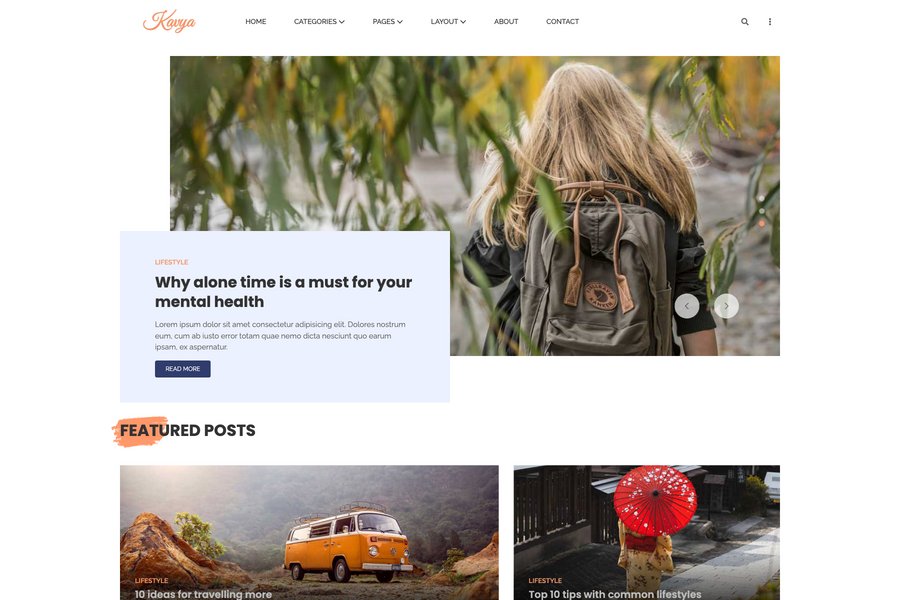 Kavya
HOME
CATEGORIES
PAGES
LAYOUT
ABOUT
CONTACT
LIFESTYLE
Why alone time is a must for your
mental health
Lorem ipsum dolor sit amet consectetur adipisicing elit. Dolores nostrum
eum, cum ab iusto error totam quae nemo dicta nesciunt quo earum
ipsam, ex aspernatur.
READ MORE
FEATURED POSTS
LIFESTYLE
10 ideas for travelling more
LIFESTYLE
Top 10 tips with common lifestyles